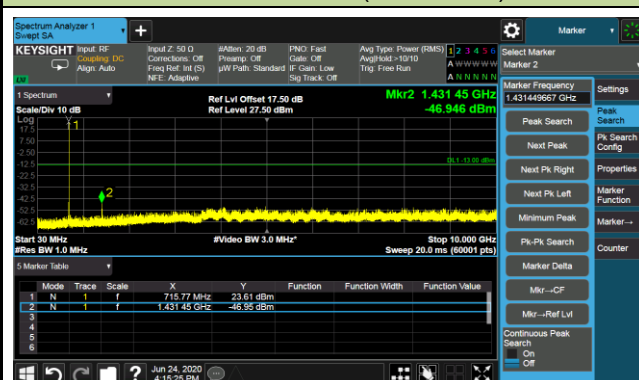 Spectrum Analyzer 1
Swept SA
+
Marker
KEYSIGHT
Input: RF
Coupling: DC
Align: Auto
Input Z: 50 Ω
Corrections: Off
Freq Ref: Int (S)
NFE: Adaptive
#Atten: 20 dB
Preamp: Off
µW Path: Standard
PNO: Fast
Gate: Off
IF Gain: Low
Sig Track: Off
Avg Type: Power (RMS)
Avg|Hold:>10/10
Trig: Free Run
1 2 3 4 5 6
A W W W W W
A N N N N N
Select Marker
Marker 2
Marker Frequency
1.431449667 GHz
Settings
Peak Search
Next Peak
Next Pk Right
Next Pk Left
Minimum Peak
Pk-Pk Search
Marker Delta
Mkr→CF
Mkr→Ref Lvl
Continuous Peak
Search
On
Off
Peak
Search
Pk Search
Config
Properties
Marker
Function
Marker→
Counter
1 Spectrum
Scale/Div 10 dB
Ref Lvl Offset 17.50 dB
Ref Level 27.50 dBm
Mkr2 1.431 45 GHz
-46.946 dBm
Log
17.5
7.50
-2.50
-12.5
-22.5
-32.5
-42.5
-52.5
-62.5
1
2
DL1 -13.00 dBm
Start 30 MHz
#Video BW 3.0 MHz*
Stop 10.000 GHz
#Res BW 1.0 MHz
Sweep 20.0 ms (60001 pts)
5 Marker Table
Mode Trace Scale X Y Function Function Width Function Value
1 N 1 f 715.77 MHz 23.61 dBm
2 N 1 f 1.431 45 GHz -46.95 dBm
3
4
5
6
?
Jun 24, 2020
4:15:25 PM